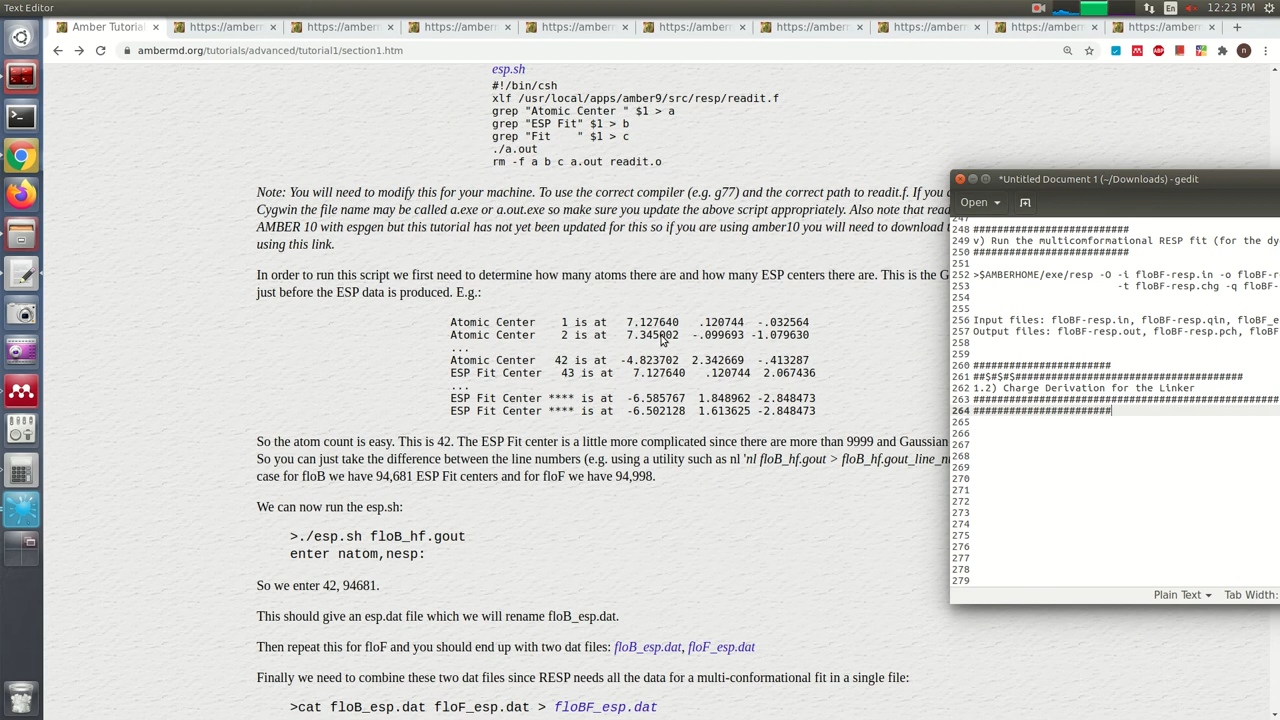 Text Editor
En
12:23 PM
Amber Tutorial
https://ambermd
https://ambermd
https://ambermd
https://ambermd
https://ambermd
https://ambermd
https://ambermd
https://ambermd
https://ambermd
ambermd.org/tutorials/advanced/tutorial1/section1.htm
n
esp.sh
#!/bin/csh
xlf /usr/local/apps/amber9/src/resp/readit.f
grep "Atomic Center " $1 > a
grep "ESP Fit" $1 > b
grep "Fit    " $1 > c
./a.out
rm -f a b c a.out readit.o
Note: You will need to modify this for your machine. To use the correct compiler (e.g. g77) and the correct path to readit.f. If you a
Cygwin the file name may be called a.exe or a.out.exe so make sure you update the above script appropriately. Also note that read
AMBER 10 with espgen but this tutorial has not yet been updated for this so if you are using amber10 you will need to download t
using this link.
In order to run this script we first need to determine how many atoms there are and how many ESP centers there are. This is the G
just before the ESP data is produced. E.g.:
Atomic Center    1 is at   7.127640   .120744  -.032564
Atomic Center    2 is at   7.345002  -.099693 -1.079630
...
Atomic Center   42 is at  -4.823702  2.342669  -.413287
ESP Fit Center   43 is at   7.127640   .120744  2.067436
...
ESP Fit Center **** is at  -6.585767  1.848962 -2.848473
ESP Fit Center **** is at  -6.502128  1.613625 -2.848473
So the atom count is easy. This is 42. The ESP Fit center is a little more complicated since there are more than 9999 and Gaussian
So you can just take the difference between the line numbers (e.g. using a utility such as nl 'nl floB_hf.gout > floB_hf.gout_line_n
case for floB we have 94,681 ESP Fit centers and for floF we have 94,998.
We can now run the esp.sh:
>./esp.sh floB_hf.gout
enter natom,nesp:
So we enter 42, 94681.
This should give an esp.dat file which we will rename floB_esp.dat.
Then repeat this for floF and you should end up with two dat files: floB_esp.dat, floF_esp.dat
Finally we need to combine these two dat files since RESP needs all the data for a multi-conformational fit in a single file:
>cat floB_esp.dat floF_esp.dat > floBF_esp.dat
*Untitled Document 1 (~/Downloads) - gedit
Open
247
248 ##########################
249 v) Run the multicomformational RESP fit (for the dy
250 ##########################
251
252 >$AMBERHOME/exe/resp -O -i floBF-resp.in -o floBF-r
253 -t floBF-resp.chg -q floBF-
254
255
256 Input files: floBF-resp.in, floBF-resp.qin, floBF_e
257 Output files: floBF-resp.out, floBF-resp.pch, floBF
258
259
260 ######################
261 ##$#$#$###########################################
262 1.2) Charge Derivation for the Linker
263 ##########################################################
264 ######################
265
266
267
268
269
270
271
272
273
274
275
276
277
278
279
Plain Text
Tab Width: